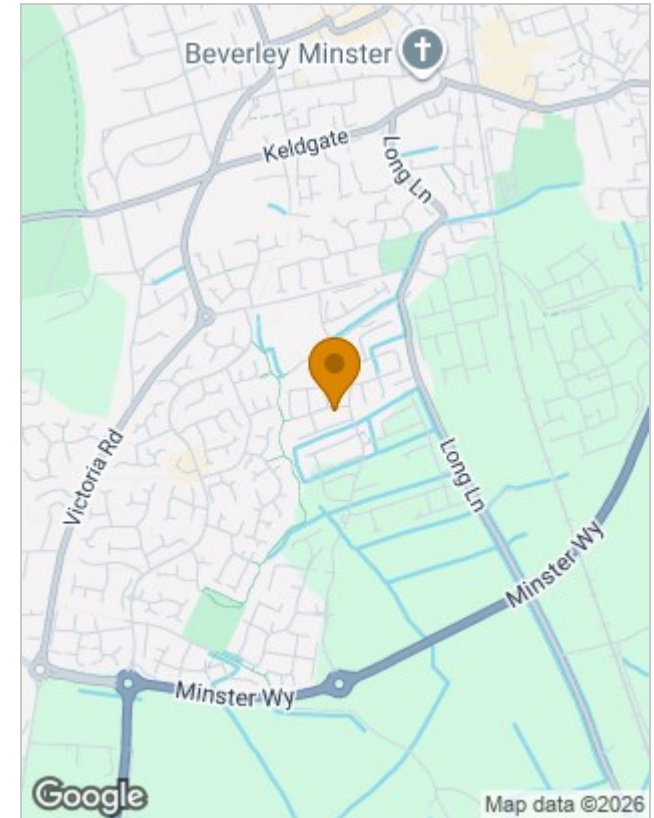 Beverley Minster
Keldgate
Long Ln
Victoria Rd
Long Ln
Minster Wy
Minster Wy
Google
Map data ©2026